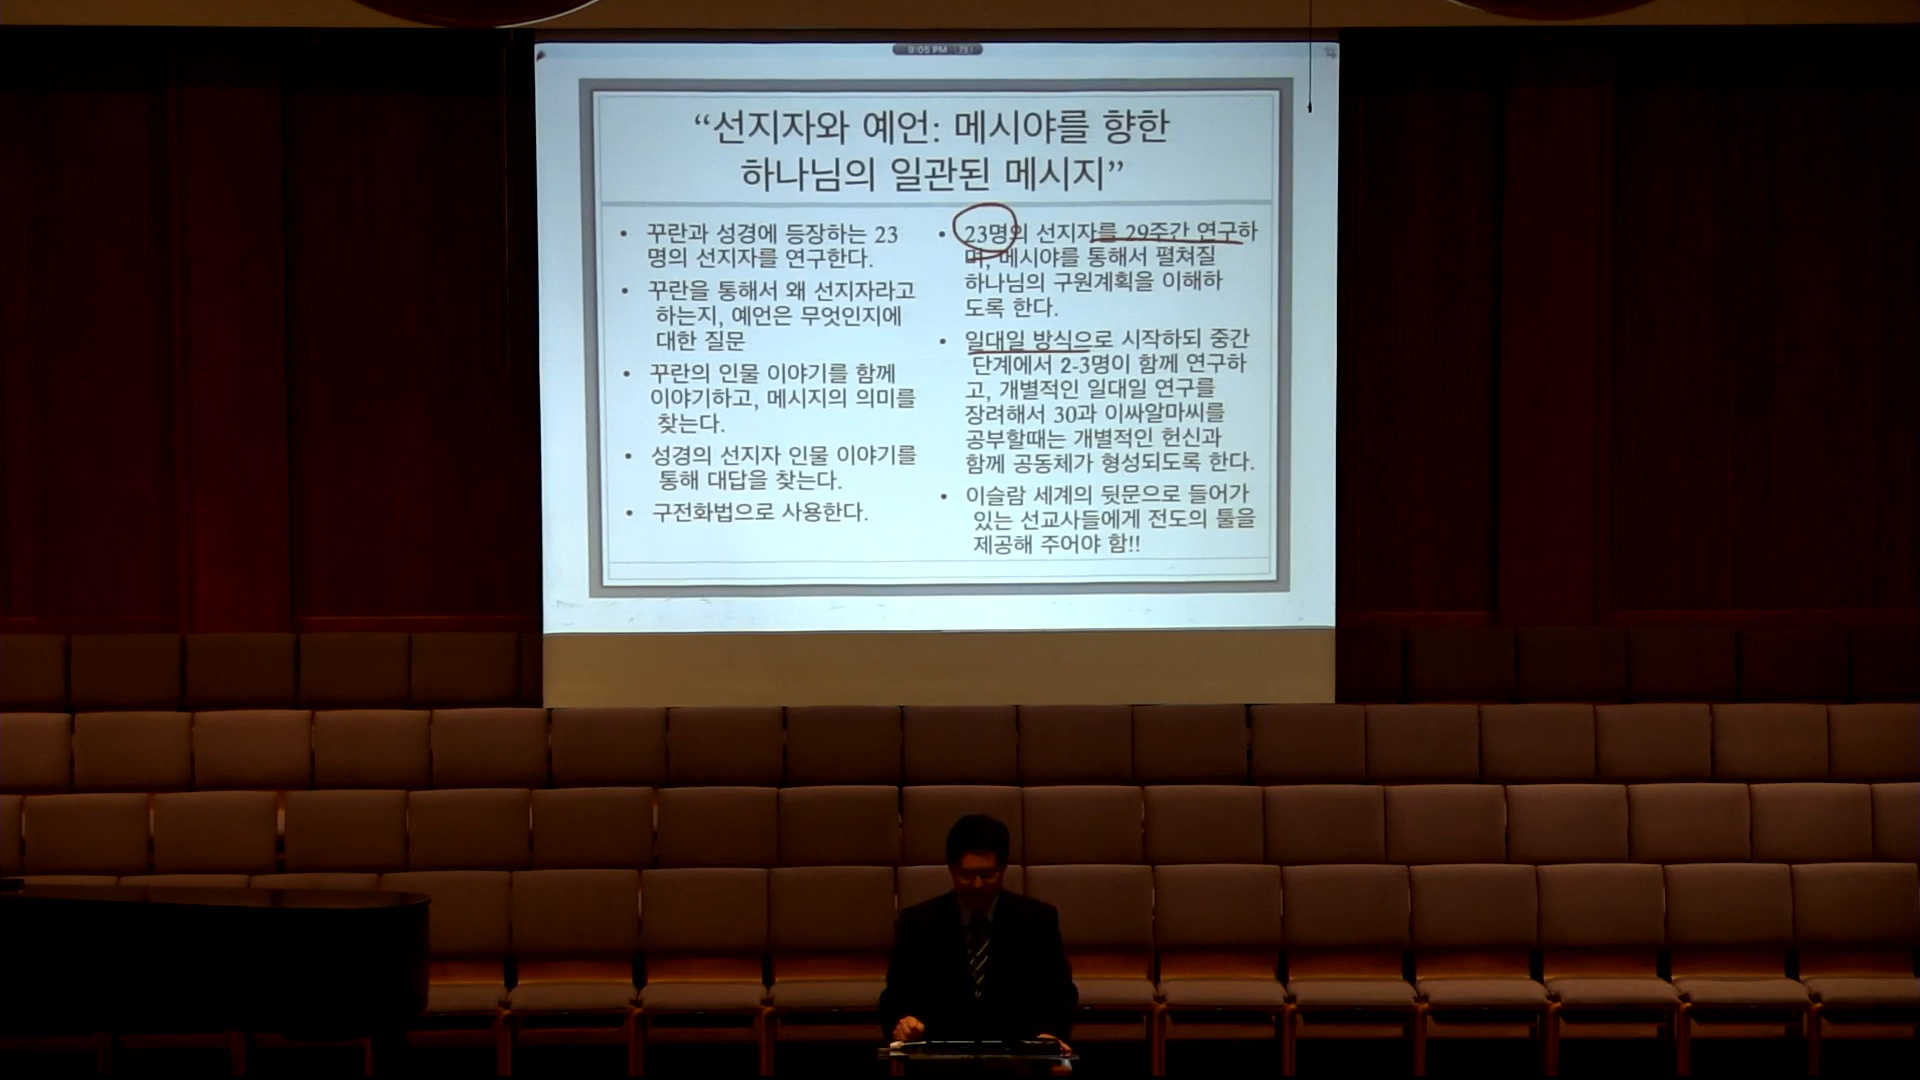 9:05 PM
“선지자와 예언: 메시야를 향한
하나님의 일관된 메시지”
• 꾸란과 성경에 등장하는 23
명의 선지자를 연구한다.
• 꾸란을 통해서 왜 선지자라고
하는지, 예언은 무엇인지에
대한 질문
• 꾸란의 인물 이야기를 함께
이야기하고, 메시지의 의미를
찾는다.
• 성경의 선지자 인물 이야기를
통해 대답을 찾는다.
• 구전화법으로 사용한다.
• 23명의 선지자를 29주간 연구하
며, 메시야를 통해서 펼쳐질
하나님의 구원계획을 이해하
도록 한다.
• 일대일 방식으로 시작하되 중간
단계에서 2-3명이 함께 연구하
고, 개별적인 일대일 연구를
장려해서 30과 이싸알마씨를
공부할때는 개별적인 헌신과
함께 공동체가 형성되도록 한다.
• 이슬람 세계의 뒷문으로 들어가
있는 선교사들에게 전도의 툴을
제공해 주어야 함!!